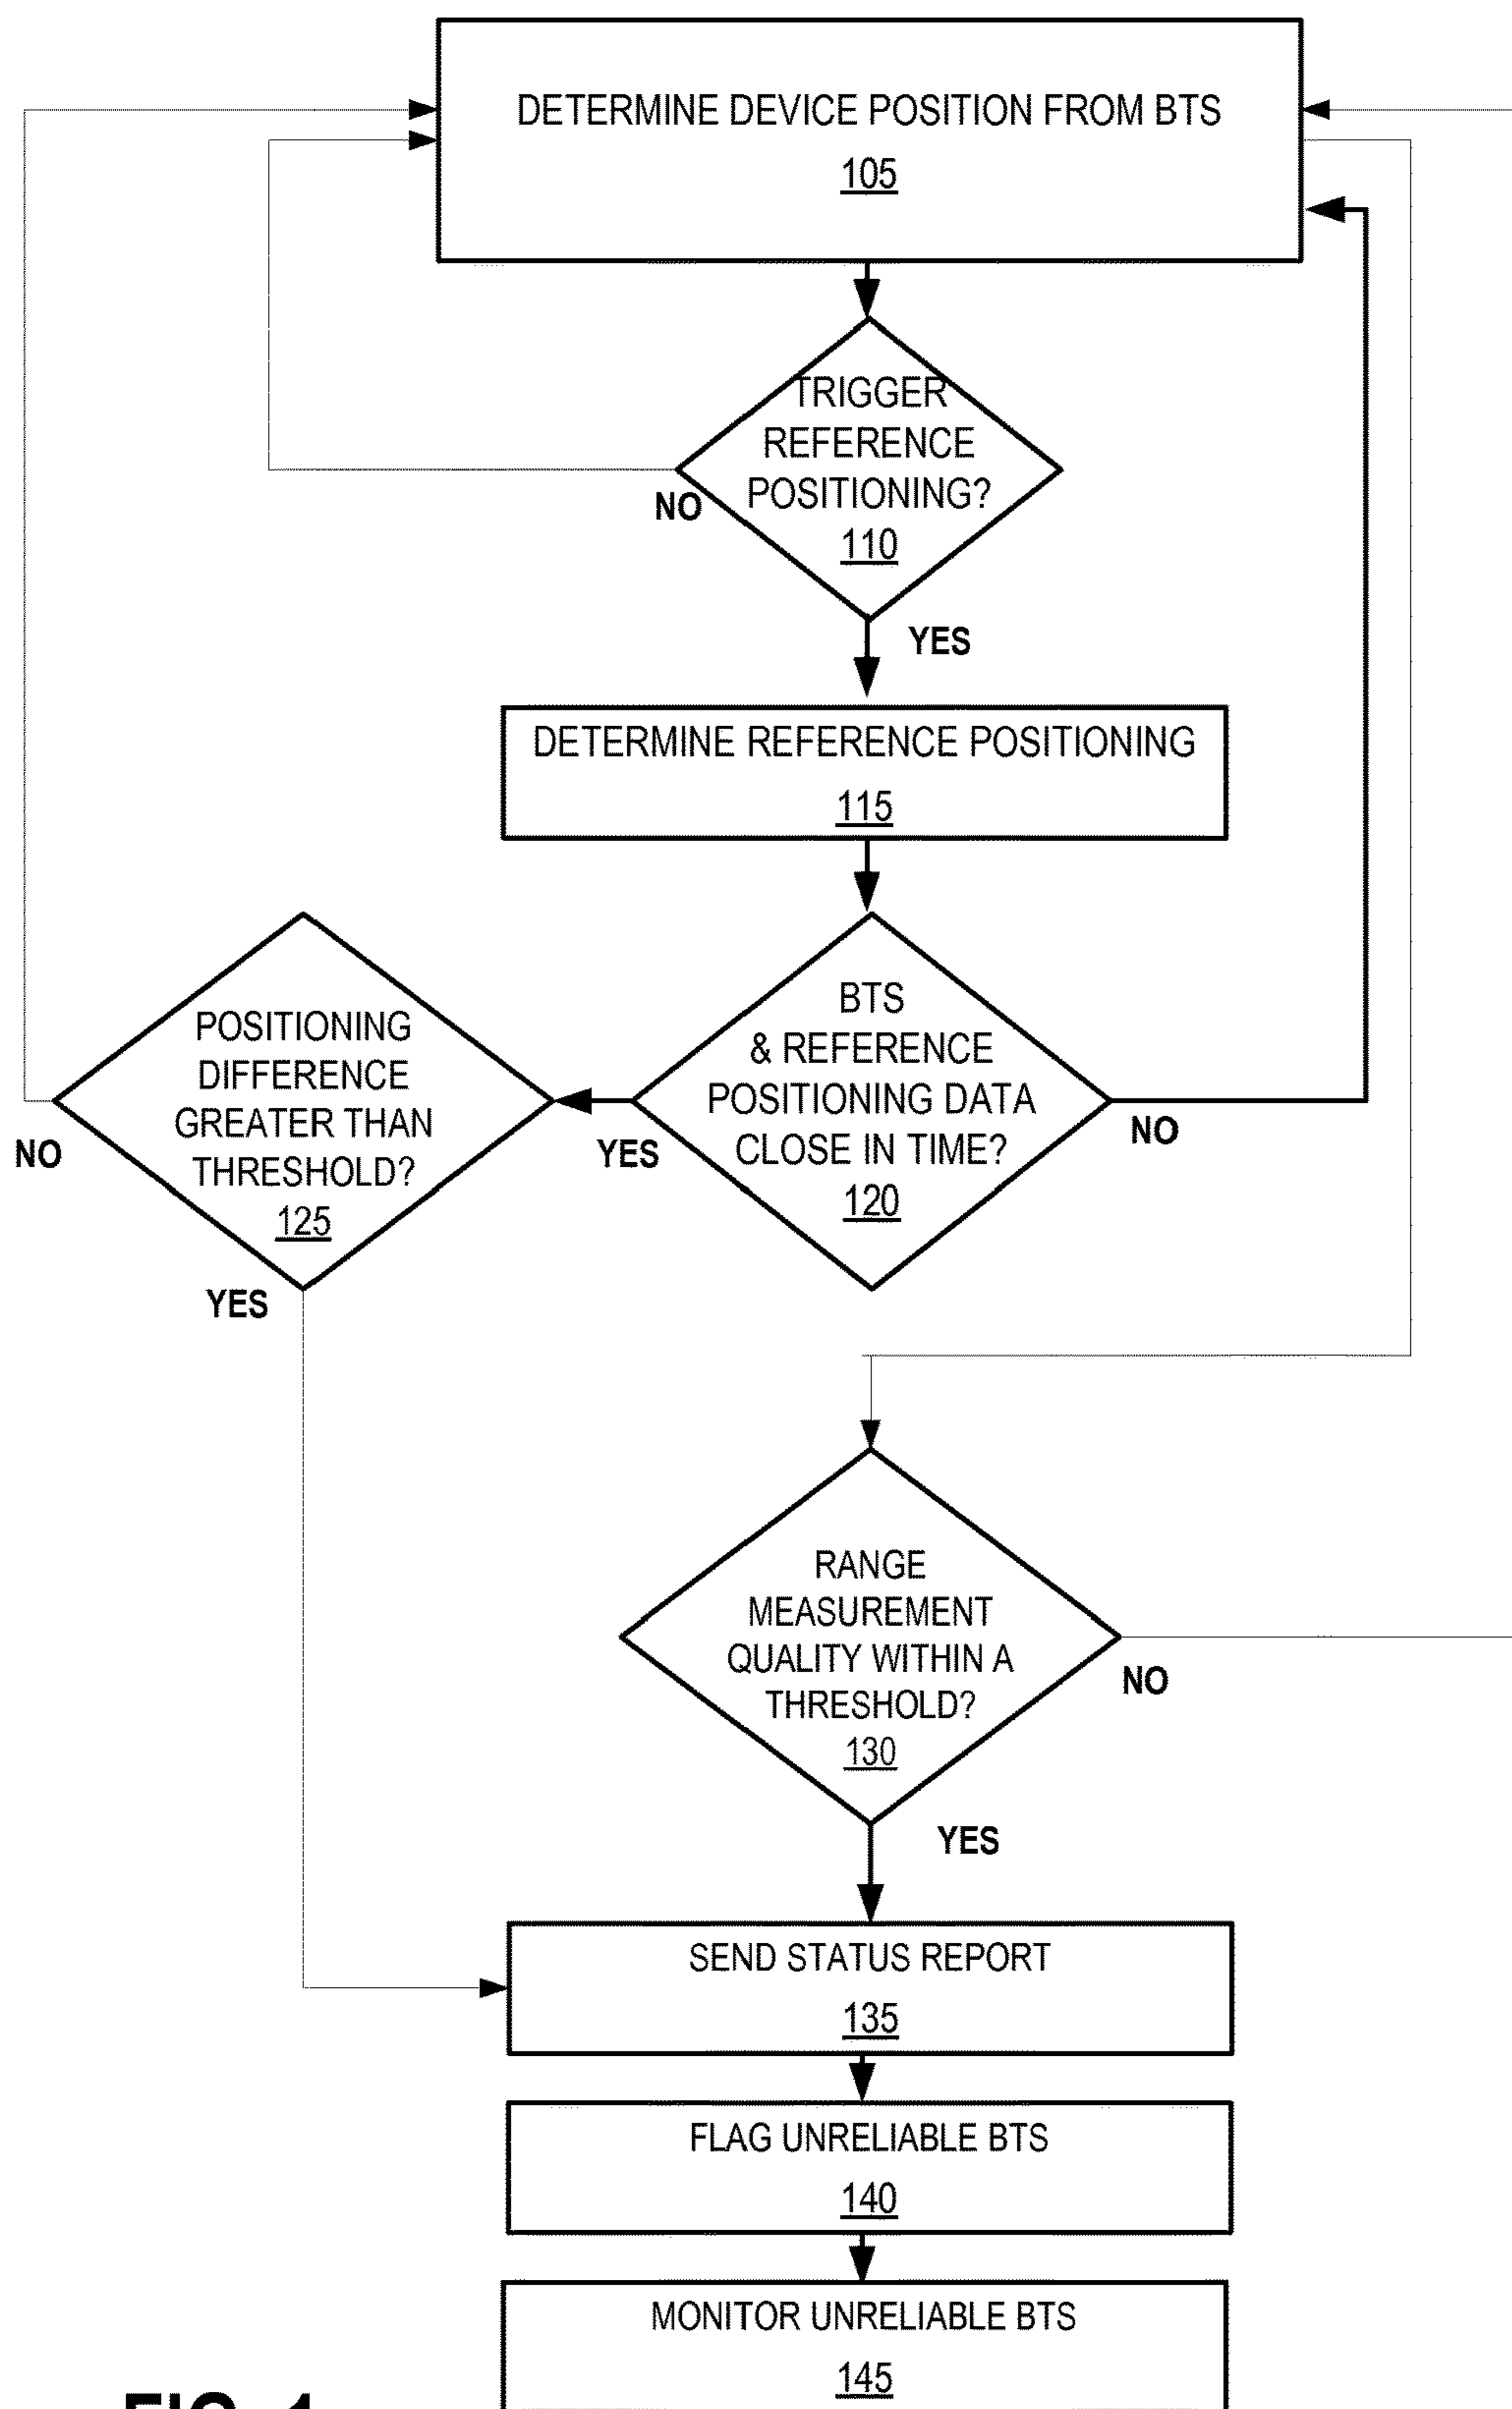 DETERMINE DEVICE POSITION FROM BTS
105
TRIGGER
REFERENCE
POSITIONING?
110
NO
YES
DETERMINE REFERENCE POSITIONING
115
BTS
& REFERENCE
POSITIONING DATA
CLOSE IN TIME?
120
YES
NO
POSITIONING
DIFFERENCE
GREATER THAN
THRESHOLD?
125
NO
YES
RANGE
MEASUREMENT
QUALITY WITHIN A
THRESHOLD?
130
NO
YES
SEND STATUS REPORT
135
FLAG UNRELIABLE BTS
140
MONITOR UNRELIABLE BTS
145
FIG. 1